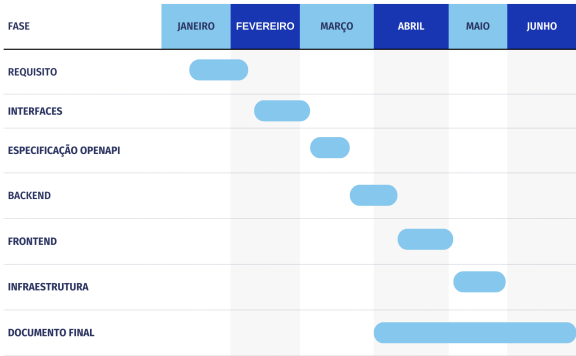 FASE JANEIRO FEVEREIRO MARÇO ABRIL MAIO JUNHO
REQUISITO
INTERFACES
ESPECIFICAÇÃO OPENAPI
BACKEND
FRONTEND
INFRAESTRUTURA
DOCUMENTO FINAL